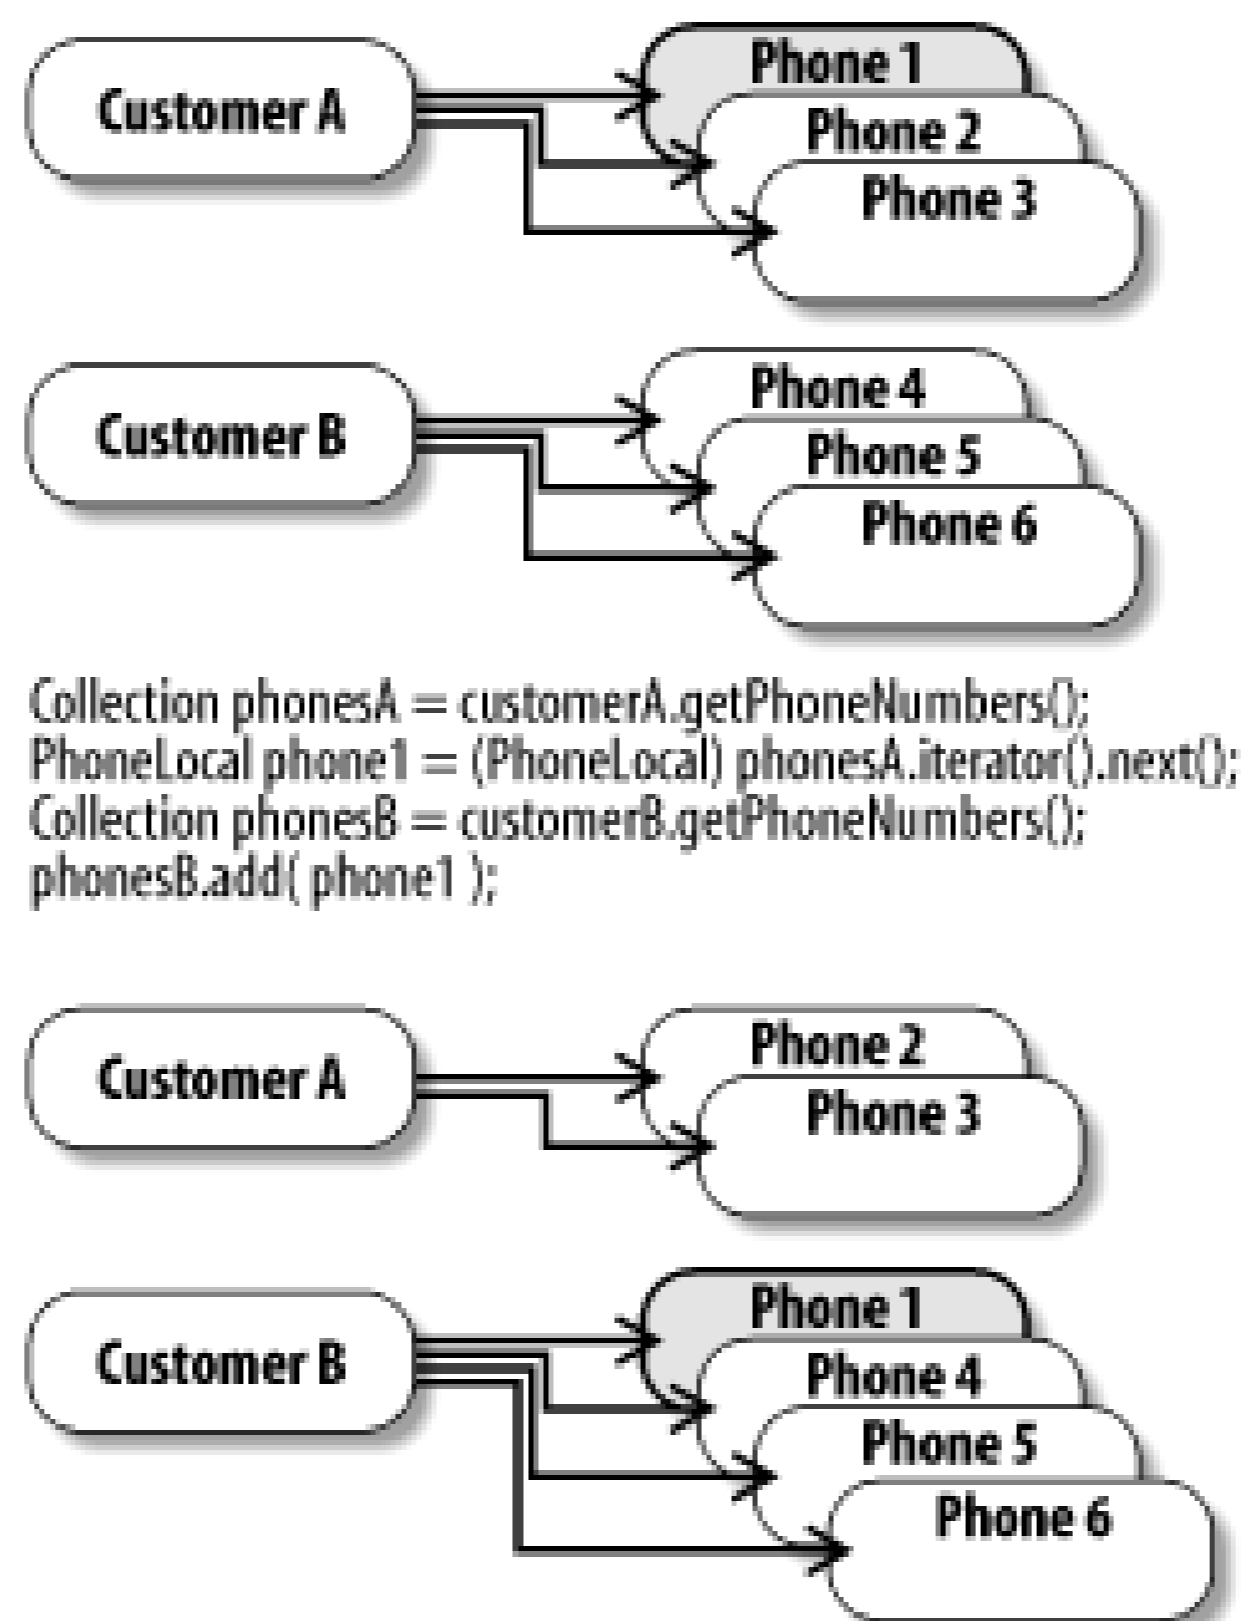 Customer A
Phone 1
Phone 2
Phone 3
Customer B
Phone 4
Phone 5
Phone 6
Collection phonesA = customerA.getPhoneNumbers();
PhoneLocal phone1 = (PhoneLocal) phonesA.iterator().next();
Collection phonesB = customerB.getPhoneNumbers();
phonesB.add( phone1 );
Customer A
Phone 2
Phone 3
Customer B
Phone 1
Phone 4
Phone 5
Phone 6